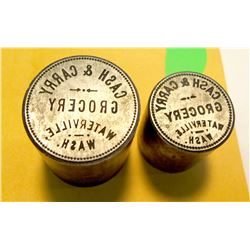 CASH & CARRY
GROCERY
WATERVILLE,
WASH.
CASH & CARRY
GROCERY
WATERVILLE,
WASH.